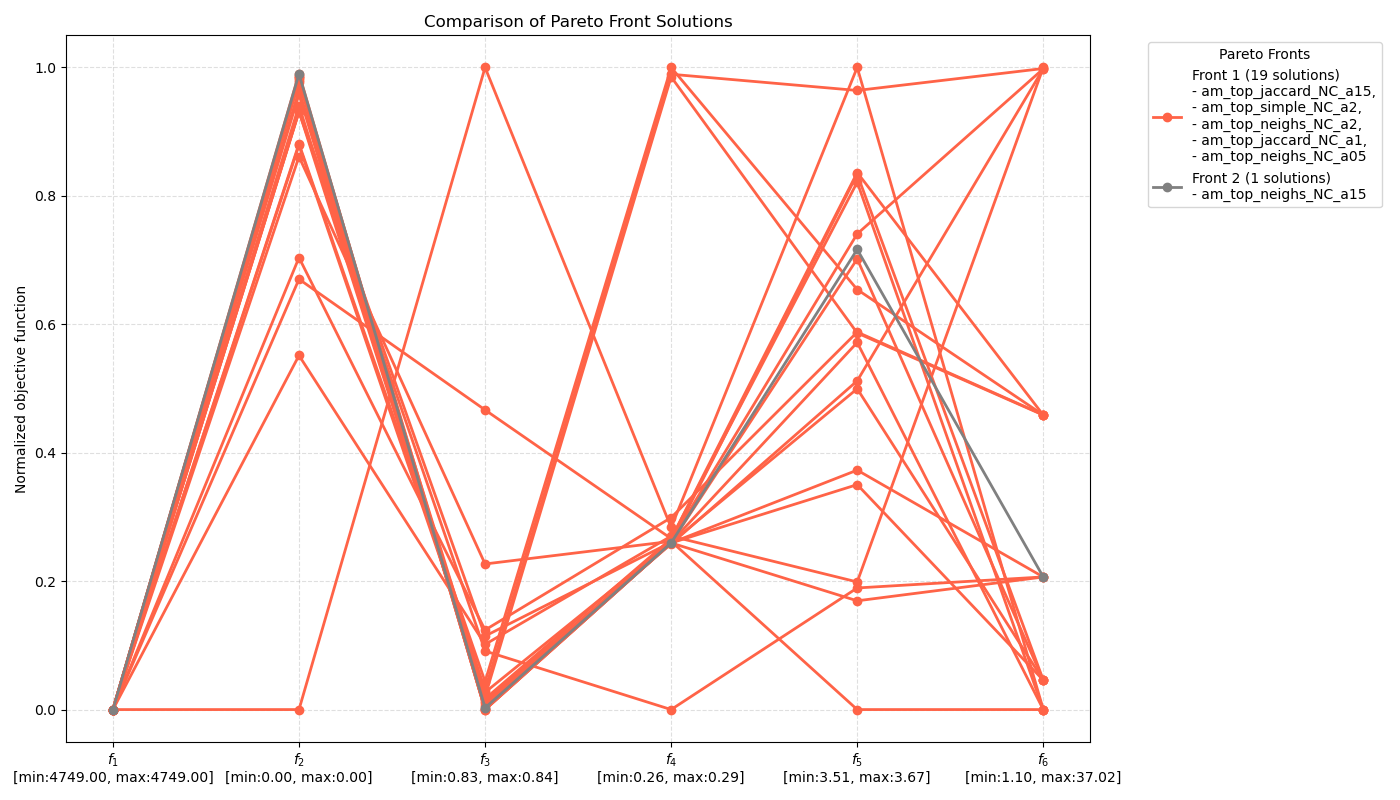 Comparison of Pareto Front Solutions
Normalized objective function
1.0
0.8
0.6
0.4
0.2
0.0
f₁
[min:4749.00, max:4749.00]
f₂
[min:0.00, max:0.00]
f₃
[min:0.83, max:0.84]
f₄
[min:0.26, max:0.29]
f₅
[min:3.51, max:3.67]
f₆
[min:1.10, max:37.02]
Pareto Fronts
Front 1 (19 solutions)
- am_top_jaccard_NC_a15,
- am_top_simple_NC_a2,
- am_top_neighs_NC_a2,
- am_top_jaccard_NC_a1,
- am_top_neighs_NC_a05
Front 2 (1 solutions)
- am_top_neighs_NC_a15